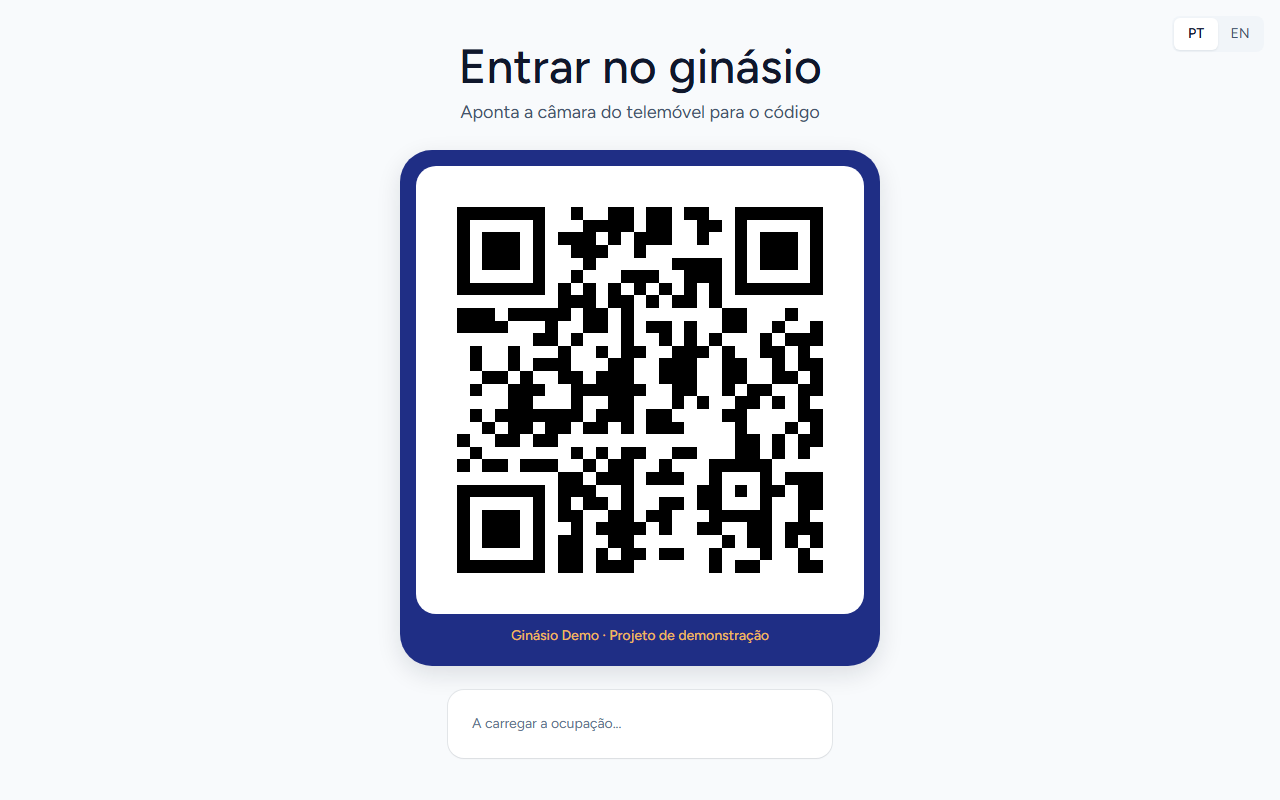 PT EN
Entrar no ginásio
Aponta a câmara do telemóvel para o código
Ginásio Demo · Projeto de demonstração
A carregar a ocupação…